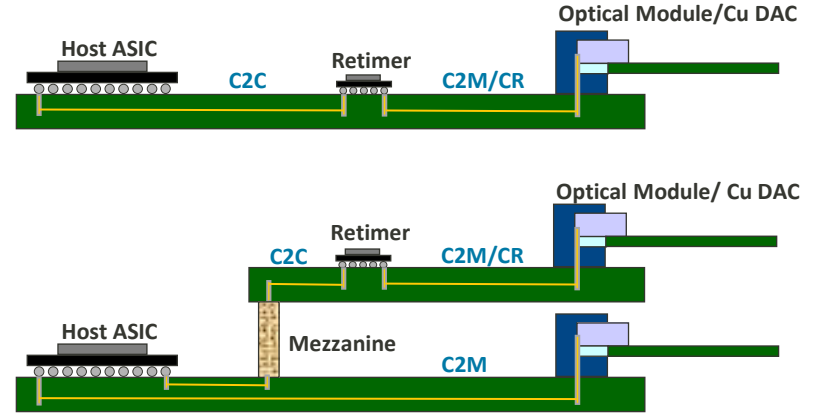 Optical Module/Cu DAC
Host ASIC
Retimer
C2C
C2M/CR
Optical Module/ Cu DAC
Retimer
C2C
C2M/CR
Host ASIC
Mezzanine
C2M